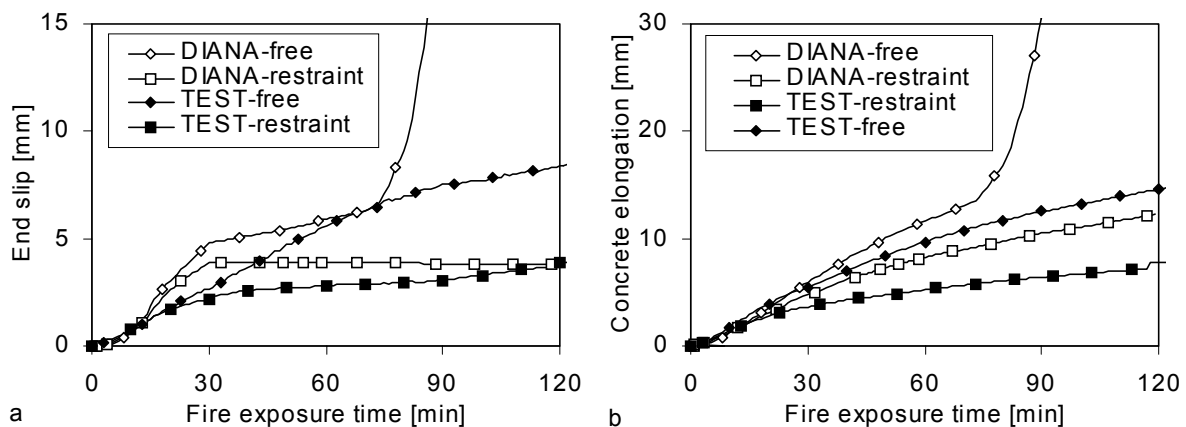 15
10
5
0
End slip [mm]
DIANA-free
DIANA-restraint
TEST-free
TEST-restraint
0 30 60 90 120
Fire exposure time [min]
a
30
20
10
0
Concrete elongation [mm]
DIANA-free
DIANA-restraint
TEST-restraint
TEST-free
0 30 60 90 120
Fire exposure time [min]
b